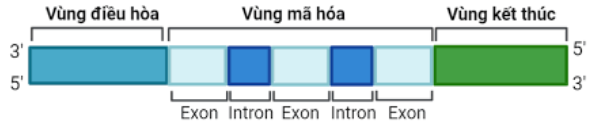 Vùng điều hòa Vùng mã hóa Vùng kết thúc
3' 5'
5' 3'
Exon Intron Exon Intron Exon